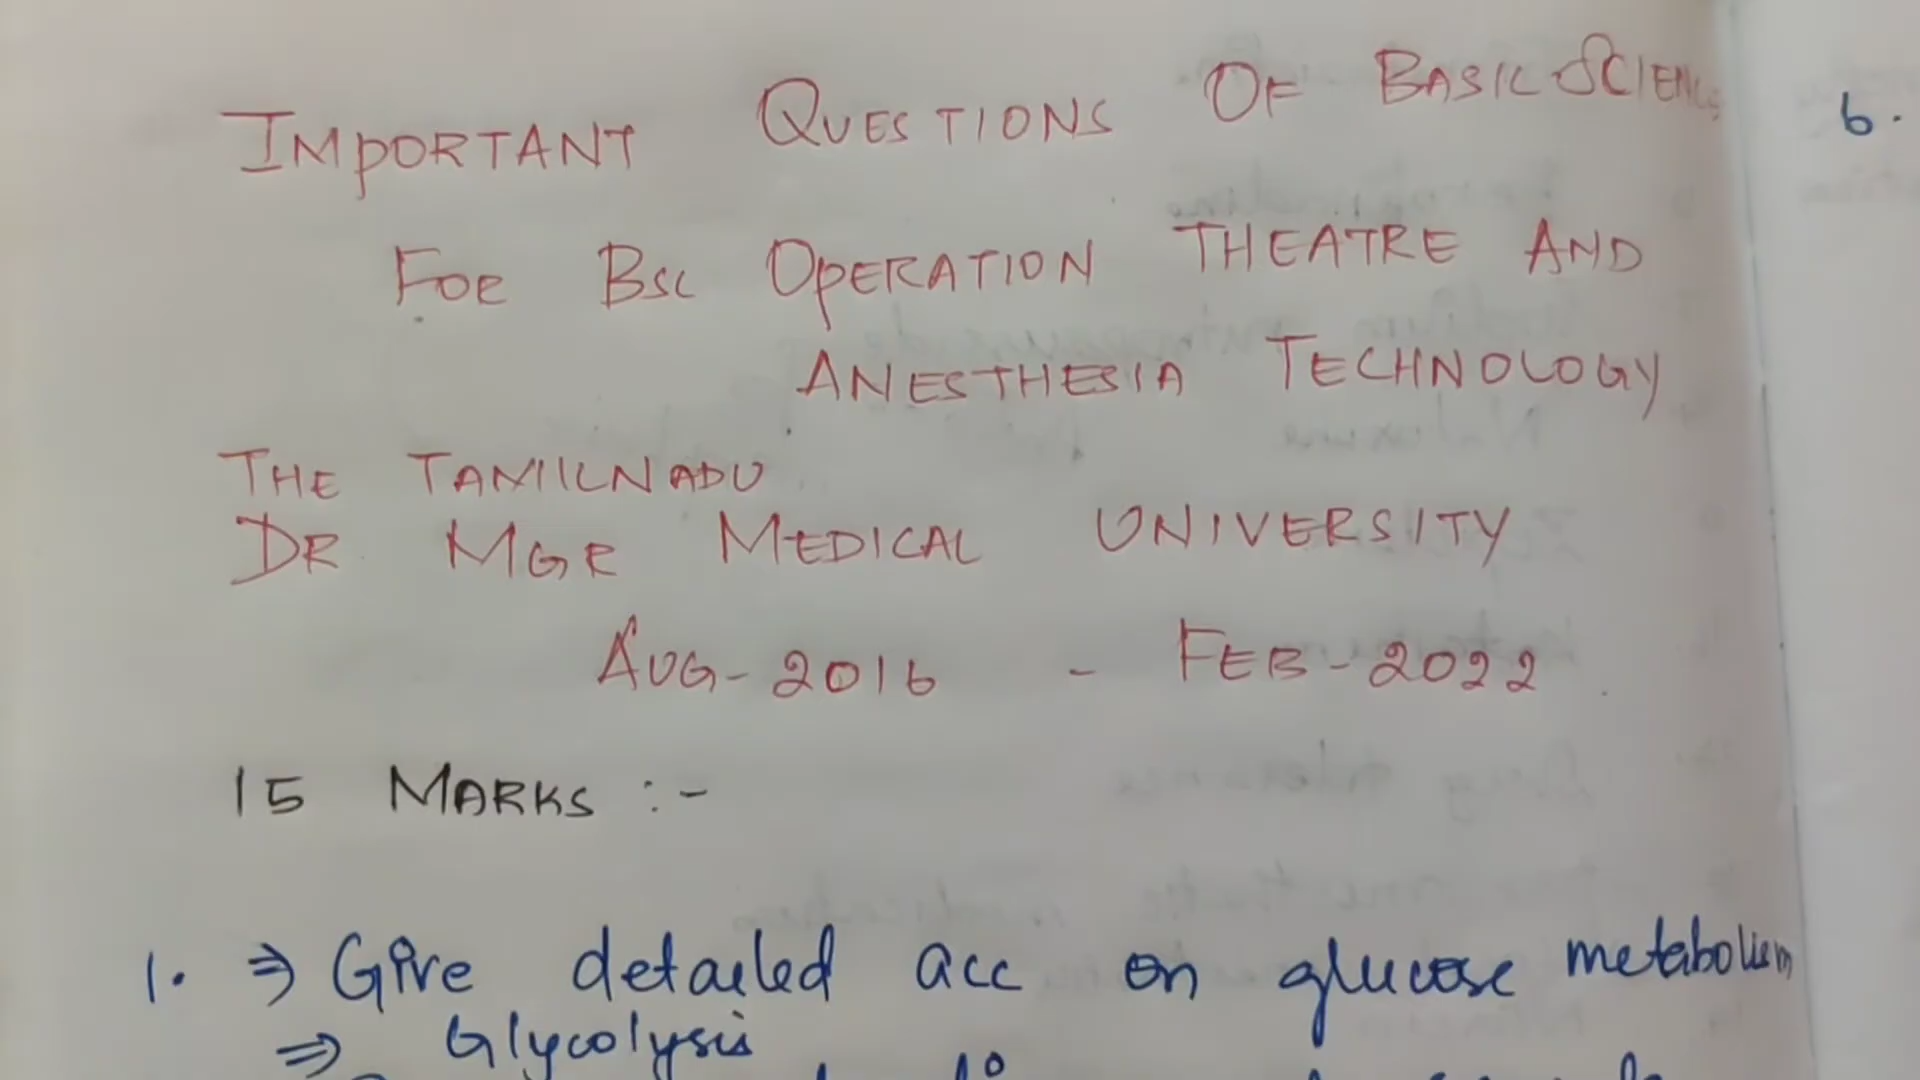 IMPORTANT QUESTIONS OF BASIC SCIENCE
FOR BSC OPERATION THEATRE AND
ANESTHESIA TECHNOLOGY
THE TAMILNADU
DR MGR MEDICAL UNIVERSITY
AUG-2016 - FEB-2022
15 MARKS :-
1. ⇒ Give detailed acc on glucose metabolism
⇒ Glycolysis
6.